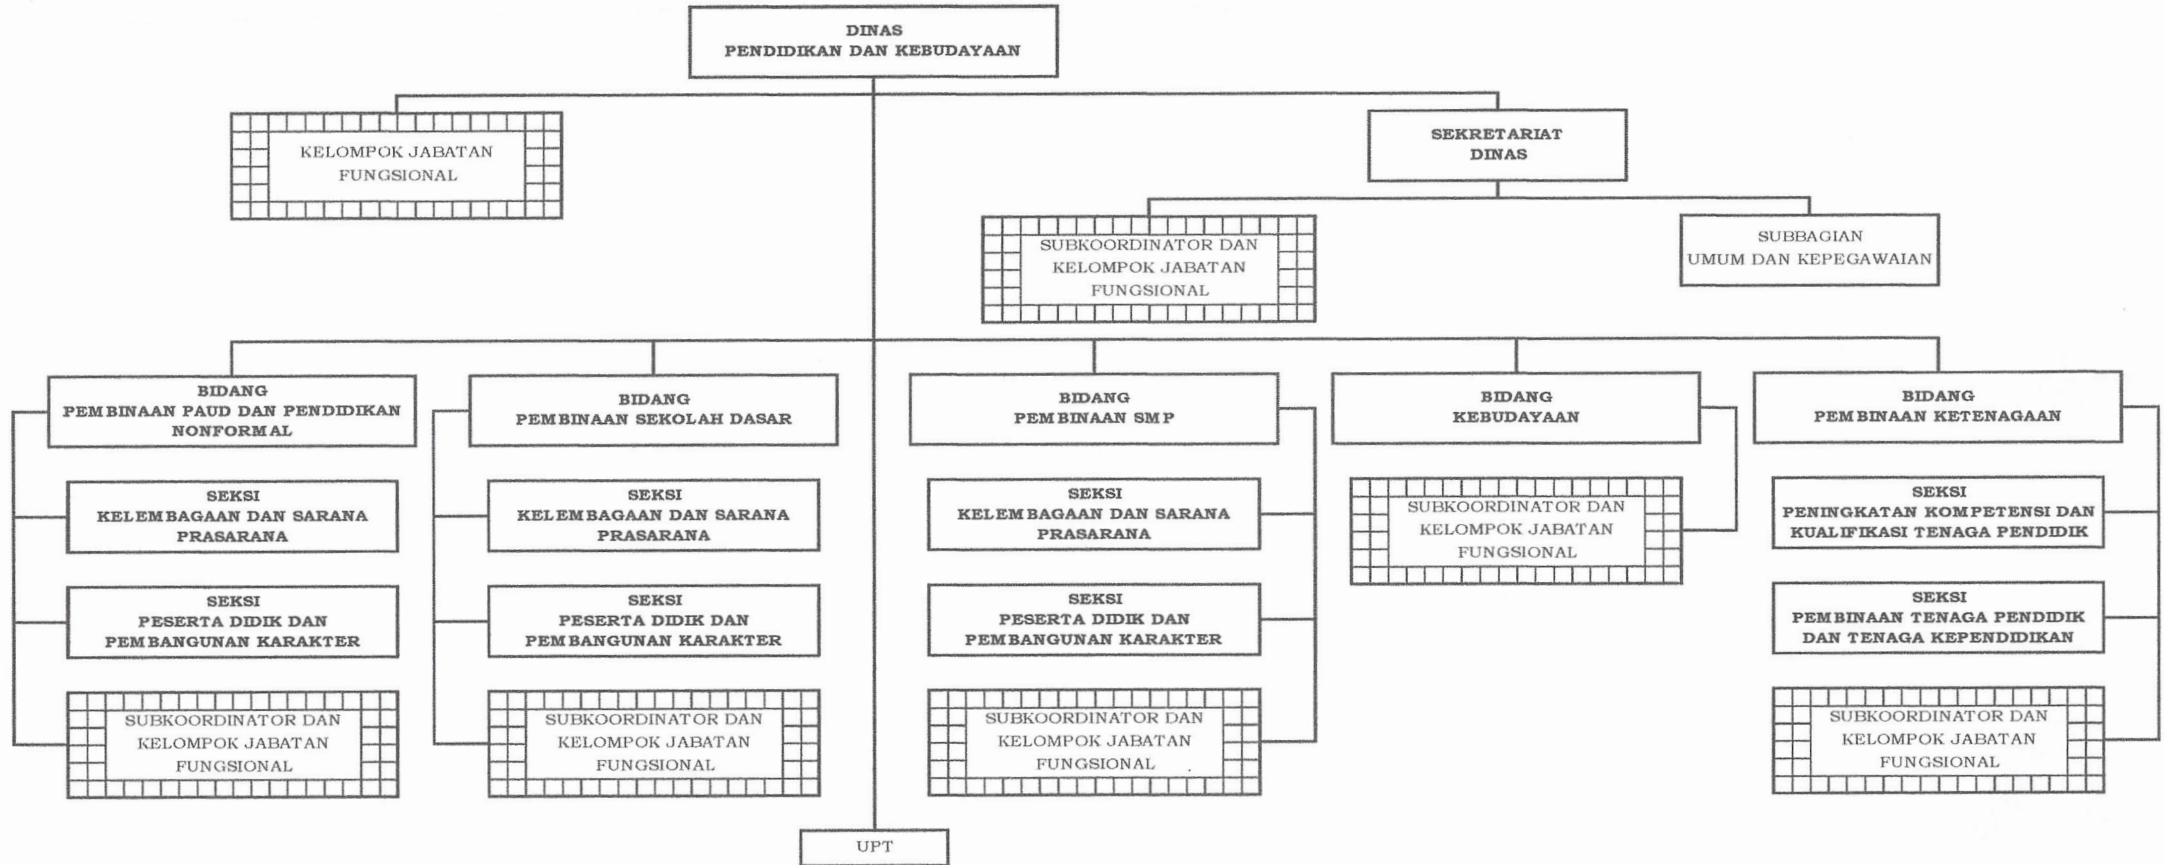 DINAS
PENDIDIKAN DAN KEBUDAYAAN
KELOMPOK JABATAN
FUNGSIONAL
SEKRETARIAT
DINAS
SUBKOORDINATOR DAN
KELOMPOK JABATAN
FUNGSIONAL
SUBBAGIAN
UMUM DAN KEPEGAWAIAN
BIDANG
PEMBINAAN PAUD DAN PENDIDIKAN
NONFORMAL
SEKSI
KELEMBAGAAN DAN SARANA
PRASARANA
SEKSI
PESERTA DIDIK DAN
PEMBANGUNAN KARAKTER
SUBKOORDINATOR DAN
KELOMPOK JABATAN
FUNGSIONAL
BIDANG
PEMBINAAN SEKOLAH DASAR
SEKSI
KELEMBAGAAN DAN SARANA
PRASARANA
SEKSI
PESERTA DIDIK DAN
PEMBANGUNAN KARAKTER
SUBKOORDINATOR DAN
KELOMPOK JABATAN
FUNGSIONAL
BIDANG
PEMBINAAN SMP
SEKSI
KELEMBAGAAN DAN SARANA
PRASARANA
SEKSI
PESERTA DIDIK DAN
PEMBANGUNAN KARAKTER
SUBKOORDINATOR DAN
KELOMPOK JABATAN
FUNGSIONAL
BIDANG
KEBUDAYAAN
SUBKOORDINATOR DAN
KELOMPOK JABATAN
FUNGSIONAL
BIDANG
PEMBINAAN KETENAGAAN
SEKSI
PENINGKATAN KOMPETENSI DAN
KUALIFIKASI TENAGA PENDIDIK
SEKSI
PEMBINAAN TENAGA PENDIDIK
DAN TENAGA KEPENDIDIKAN
SUBKOORDINATOR DAN
KELOMPOK JABATAN
FUNGSIONAL
UPT